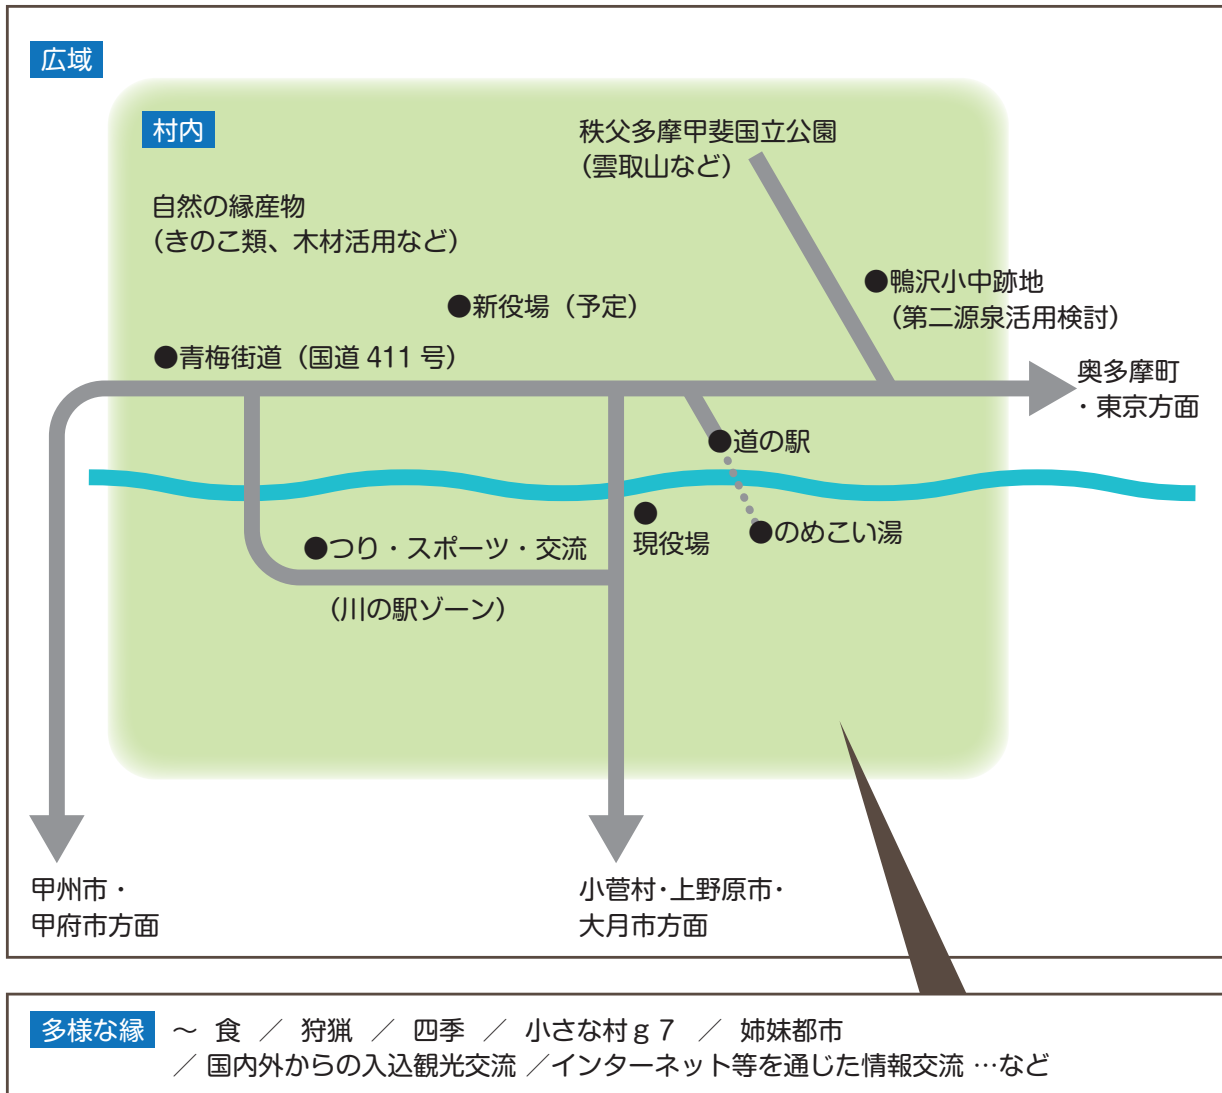 広域
村内
秩父多摩甲斐国立公園
（雲取山など）
自然の縁産物
（きのこ類、木材活用など）
●鴨沢小中跡地
（第二源泉活用検討）
●新役場（予定）
●青梅街道（国道 411 号）
奥多摩町
・東京方面
●道の駅
●つり・スポーツ・交流
（川の駅ゾーン）
現役場
●のめこい湯
甲州市・
甲府市方面
小菅村・上野原市・
大月市方面
多様な縁 ～ 食 ／ 狩猟 ／ 四季 ／ 小さな村ｇ７ ／ 姉妹都市
／ 国内外からの入込観光交流 ／インターネット等を通じた情報交流 …など